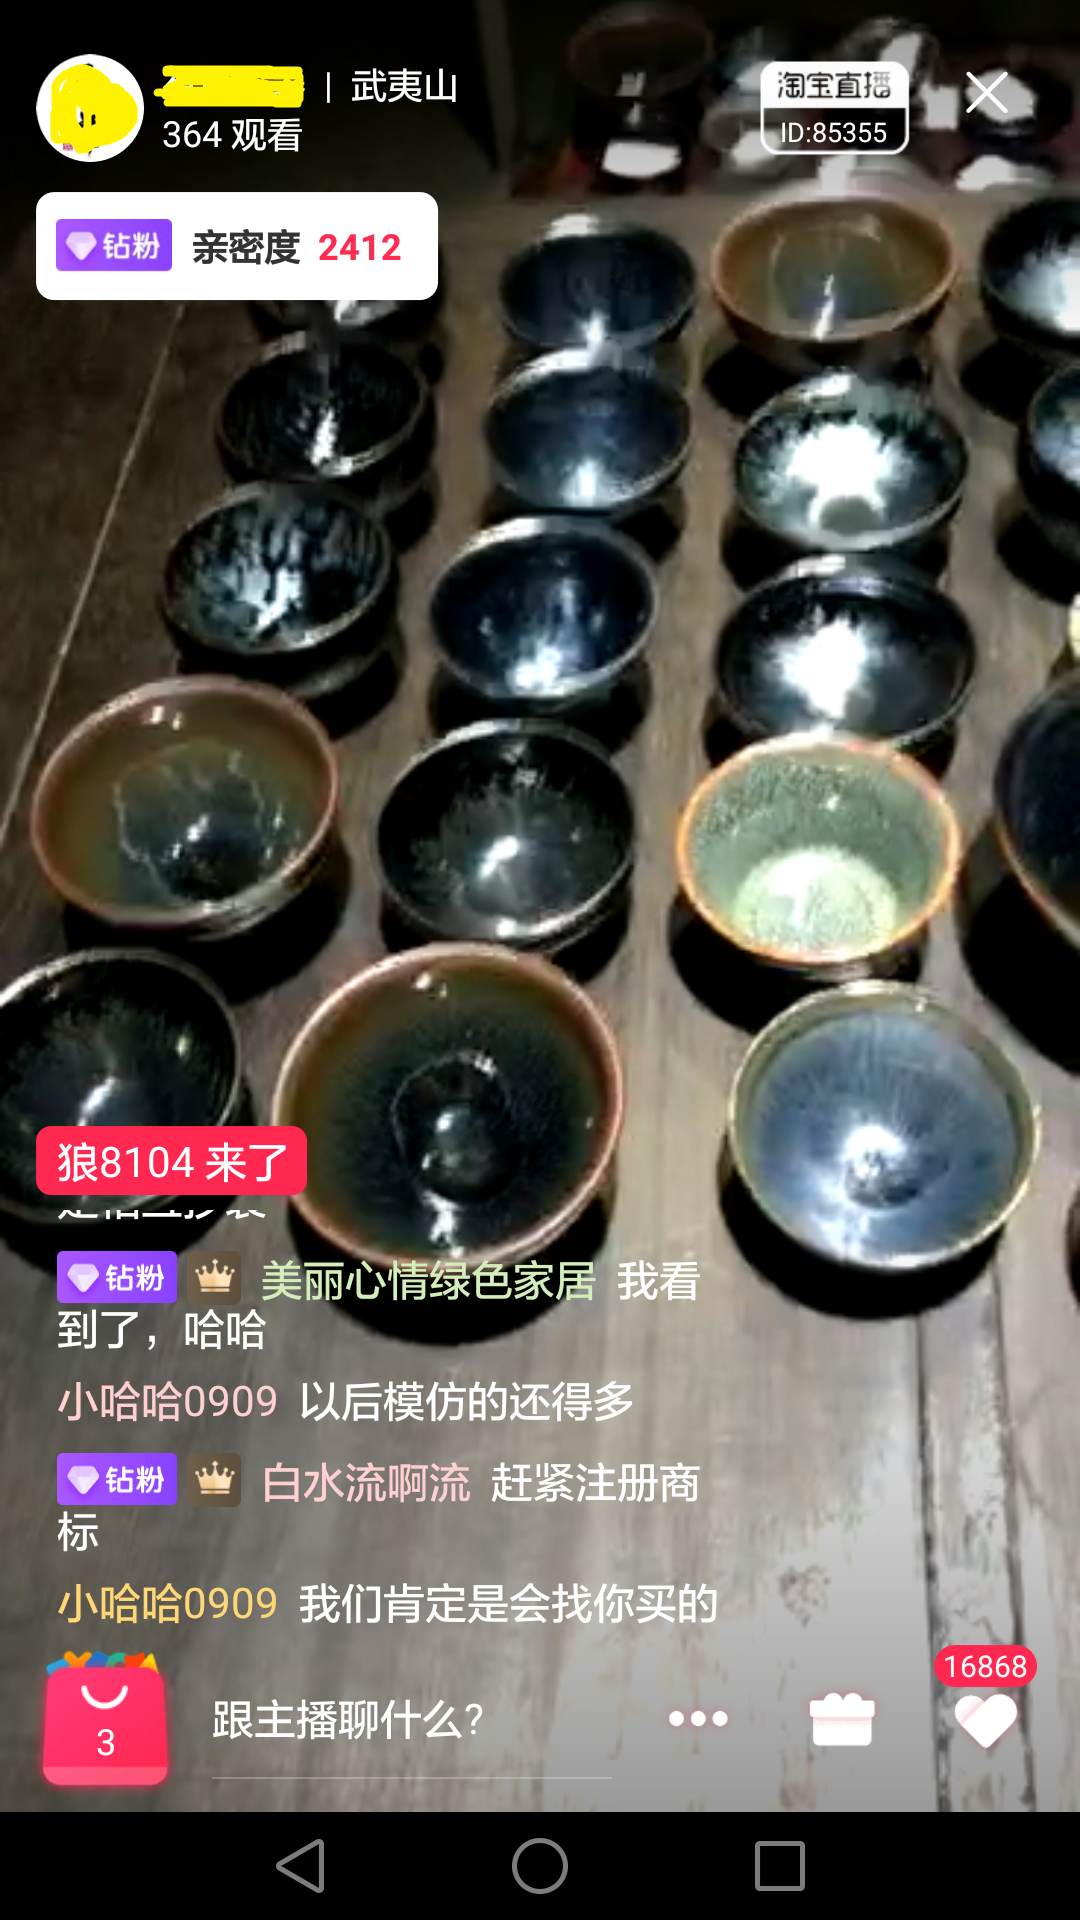 | 武夷山
364 观看
淘宝直播
ID:85355
钻粉 亲密度 2412
狼8104 来了
钻粉 美丽心情绿色家居 我看
到了，哈哈
小哈哈0909 以后模仿的还得多
钻粉 白水流啊流 赶紧注册商
标
小哈哈0909 我们肯定是会找你买的
16868
3
跟主播聊什么?